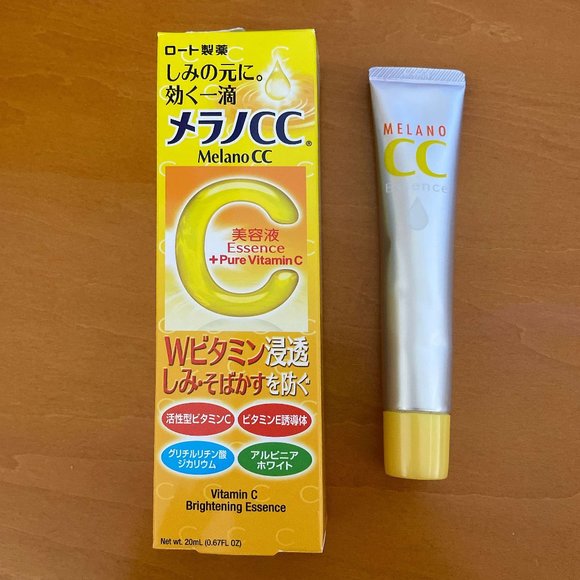 ロート製薬
しみの元に。
効く一滴
メラノCC®
Melano CC
C
美容液
Essence
+Pure Vitamin C
Wビタミン浸透
しみ・そばかすを防ぐ
活性型ビタミンC
ビタミンE誘導体
グリチルリチン酸
ジカリウム
アルピニア
ホワイト
Vitamin C
Brightening Essence
Net wt. 20mL (0.67FL OZ)
MELANO
CC
Essence